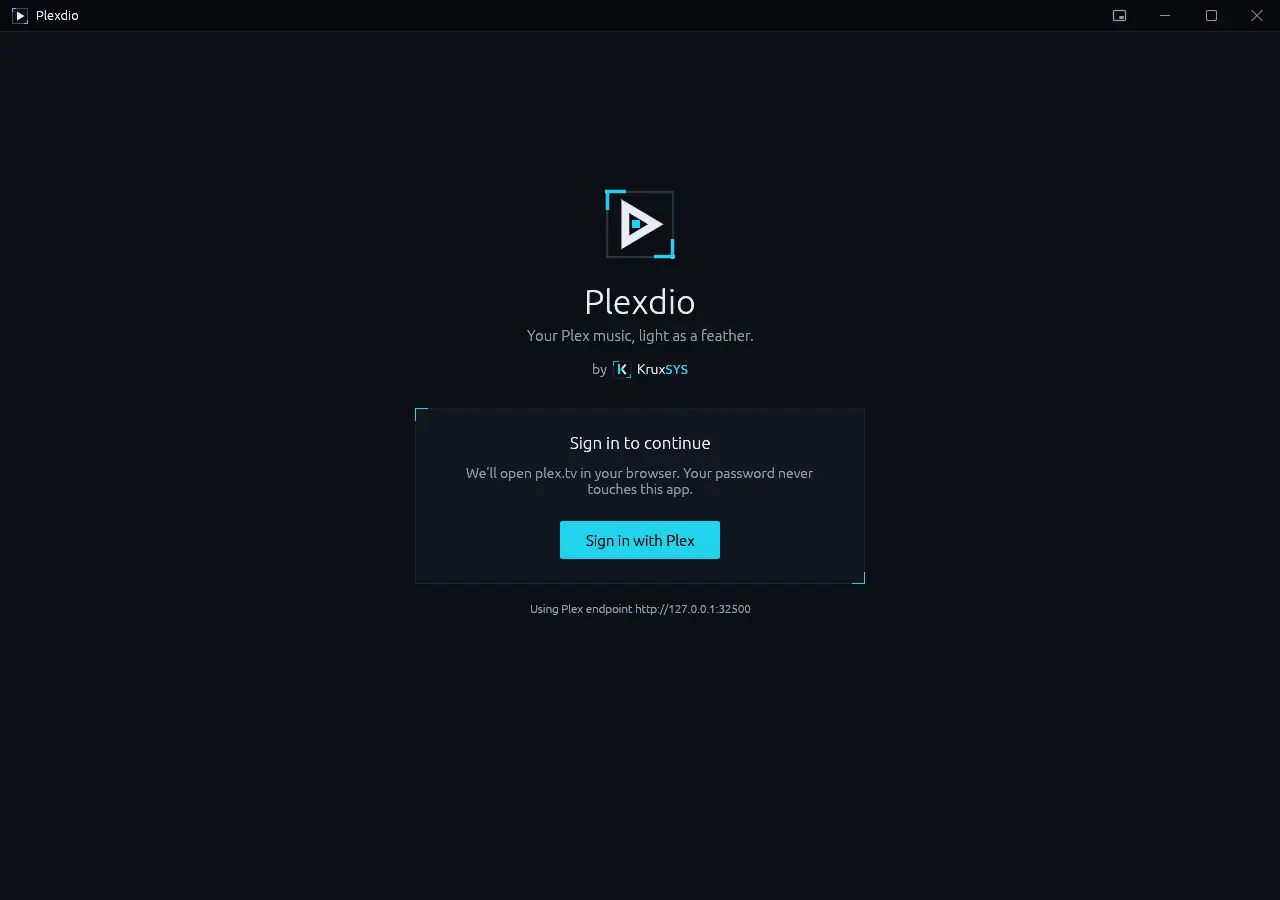 Plexdio
Plexdio
Your Plex music, light as a feather.
by K KruxSYS
Sign in to continue
We'll open plex.tv in your browser. Your password never
touches this app.
Sign in with Plex
Using Plex endpoint http://127.0.0.1:32500